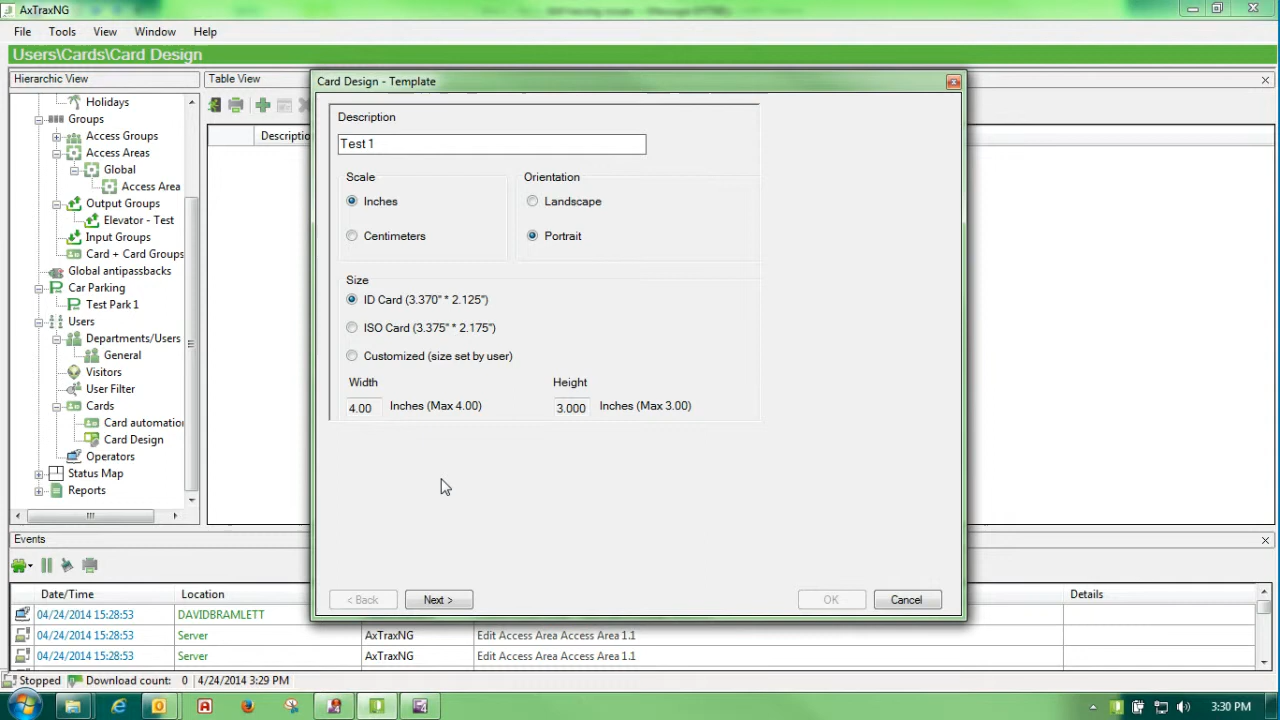 AxTraxNG
File Tools View Window Help
Users\Cards\Card Design
Hierarchic View
Table View
Holidays
Groups
Access Groups
Access Areas
Global
Access Area
Output Groups
Elevator - Test
Input Groups
Card + Card Groups
Global antipassbacks
Car Parking
Test Park 1
Users
Departments/Users
General
Visitors
User Filter
Cards
Card automatio
Card Design
Operators
Status Map
Reports
Descriptio
Card Design - Template
Description
Test 1
Scale
Orientation
Inches
Landscape
Centimeters
Portrait
Size
ID Card (3.370" * 2.125")
ISO Card (3.375" * 2.175")
Customized (size set by user)
Width
Height
4.00 Inches (Max 4.00)
3.000 Inches (Max 3.00)
< Back
Next >
OK
Cancel
Events
Date/Time Location Details
04/24/2014 15:28:53 DAVIDBRAMLETT
04/24/2014 15:28:53 Server AxTraxNG Edit Access Area Access Area 1.1
04/24/2014 15:28:53 Server AxTraxNG Edit Access Area Access Area 1.1
Stopped Download count: 0 4/24/2014 3:29 PM
3:30 PM